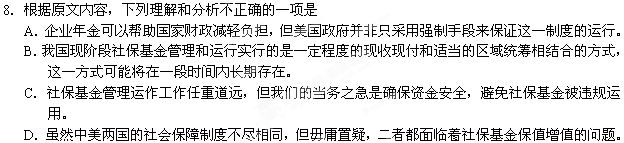 8. 根据原文内容，下列理解和分析不正确的一项是
A. 企业年金可以帮助国家财政减轻负担，但美国政府并非只采用强制手段来保证这一制度的运行。
B. 我国现阶段社保基金管理和运行实行的是一定程度的现收现付和适当的区域统筹相结合的方式，
这一方式可能将在一段时间内长期存在。
C. 社保基金管理运作工作任重道远，但我们的当务之急是确保资金安全，避免社保基金被违规运
用。
D. 虽然中美两国的社会保障制度不尽相同，但毋庸置疑，二者都面临着社保基金保值增值的问题。